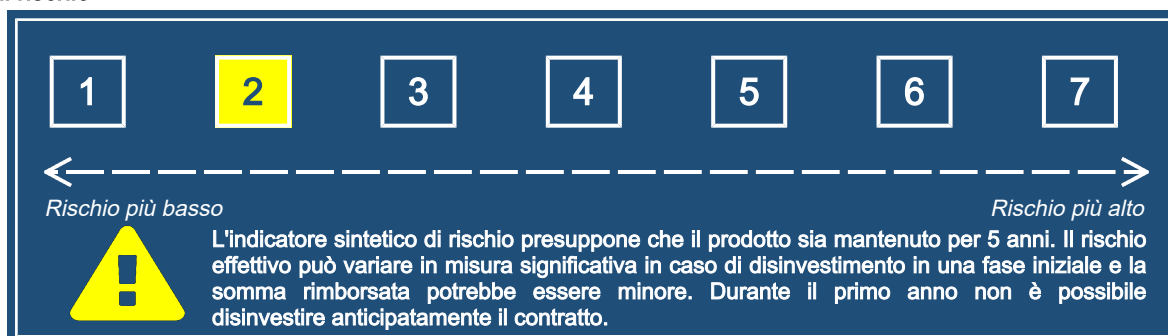 1 2 3 4 5 6 7
Rischio più basso Rischio più alto
L'indicatore sintetico di rischio presuppone che il prodotto sia mantenuto per 5 anni. Il rischio
effettivo può variare in misura significativa in caso di disinvestimento in una fase iniziale e la
somma rimborsata potrebbe essere minore. Durante il primo anno non è possibile
disinvestire anticipatamente il contratto.